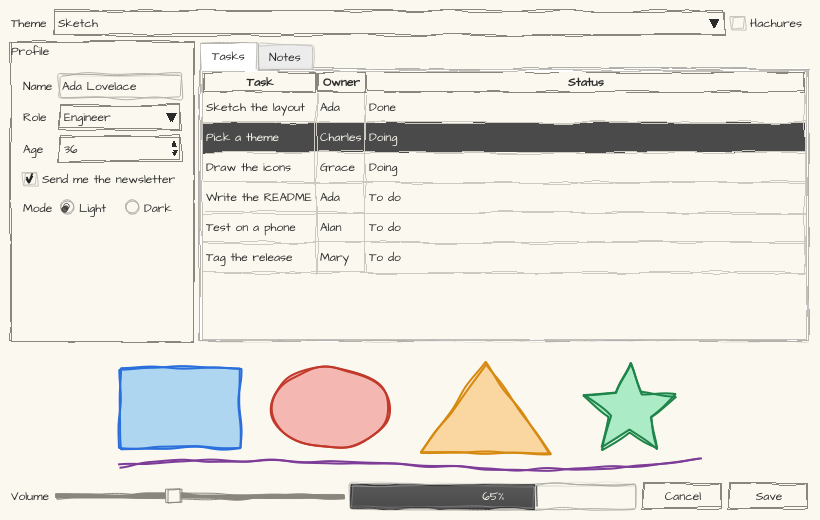 Theme Sketch Hachures
Profile
Name Ada Lovelace
Role Engineer
Age 36
Send me the newsletter
Mode Light Dark
Tasks Notes
Task Owner Status
Sketch the layout Ada Done
Pick a theme Charles Doing
Draw the icons Grace Doing
Write the README Ada To do
Test on a phone Alan To do
Tag the release Mary To do
Volume 65% Cancel Save